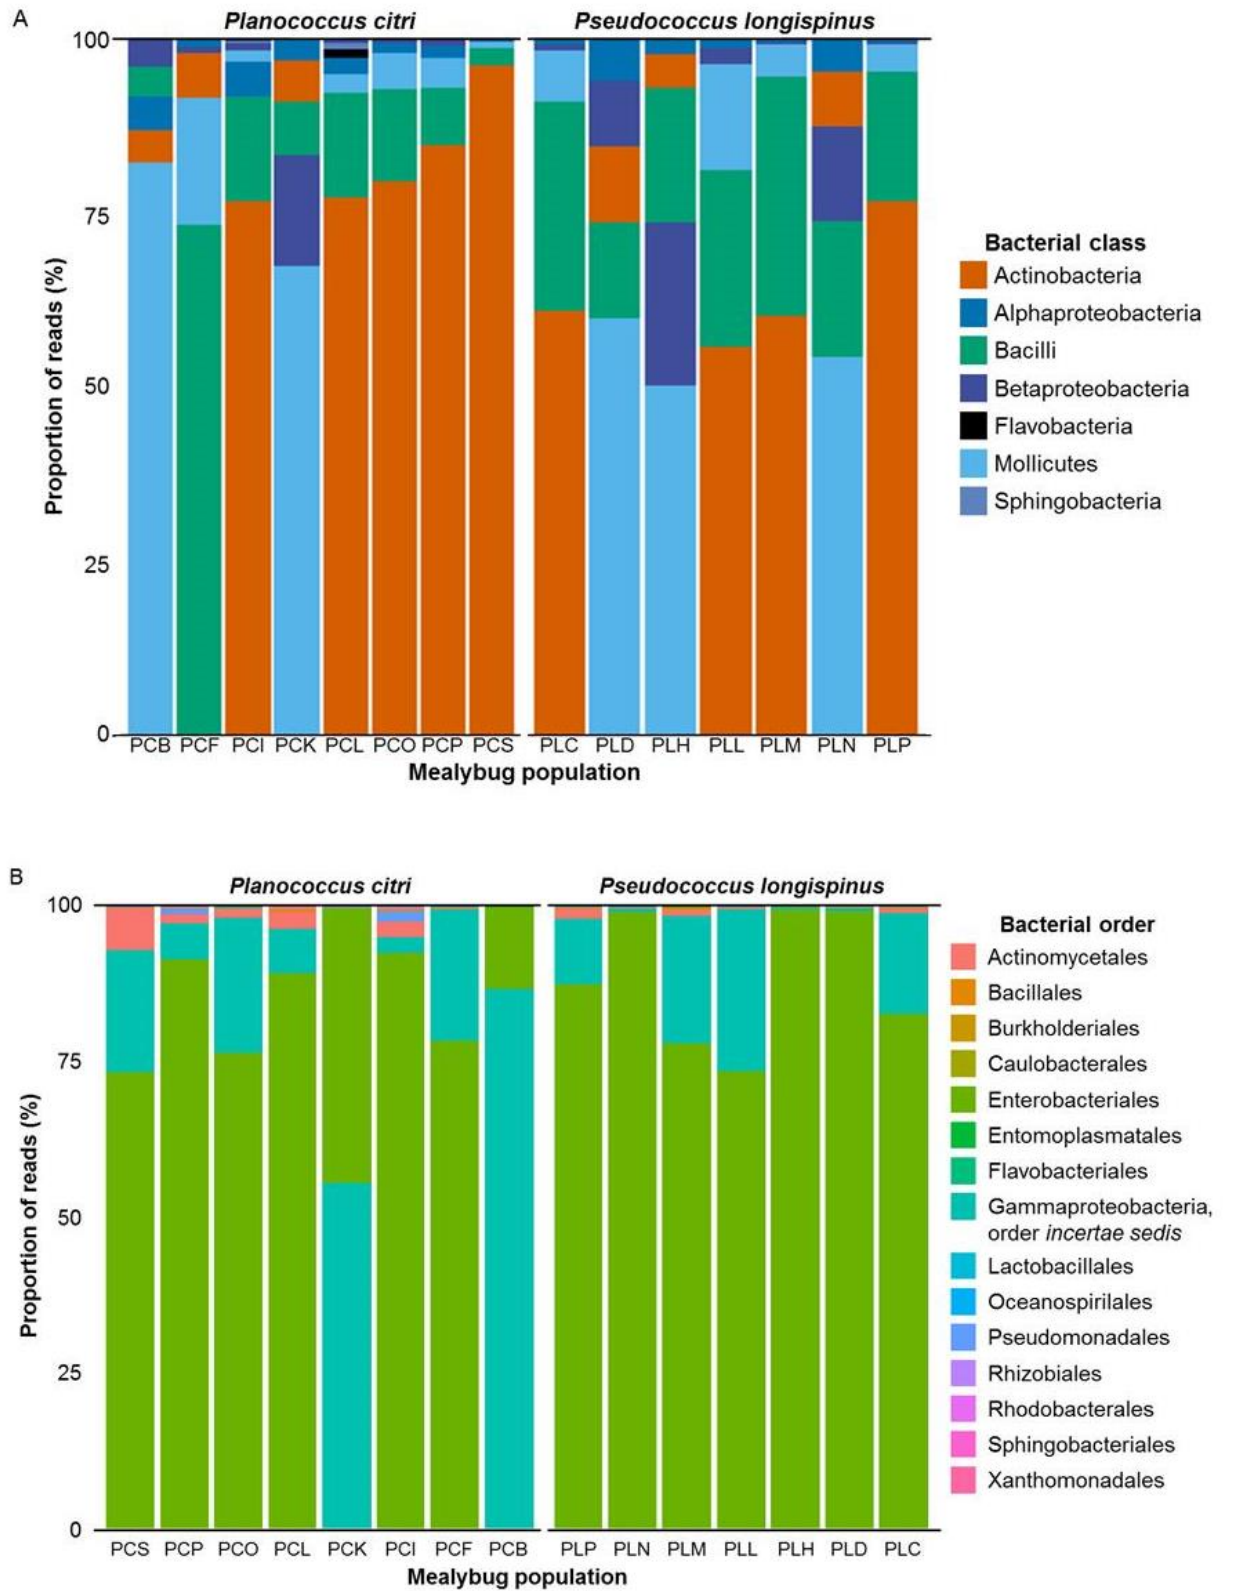 A
Planococcus citri
Pseudococcus longispinus
100
75
50
25
0
Proportion of reads (%)
PCB PCF PCI PCK PCL PCO PCP PCS PLC PLD PLH PLL PLM PLN PLP
Mealybug population
Bacterial class
Actinobacteria
Alphaproteobacteria
Bacilli
Betaproteobacteria
Flavobacteria
Mollicutes
Sphingobacteria
B
Planococcus citri
Pseudococcus longispinus
100
75
50
25
0
Proportion of reads (%)
PCS PCP PCO PCL PCK PCI PCF PCB PLP PLN PLM PLL PLH PLD PLC
Mealybug population
Bacterial order
Actinomycetales
Bacillales
Burkholderiales
Caulobacterales
Enterobacteriales
Entomoplasmatales
Flavobacteriales
Gammaproteobacteria,
order incertae sedis
Lactobacillales
Oceanospirilales
Pseudomonadales
Rhizobiales
Rhodobacterales
Sphingobacteriales
Xanthomonadales